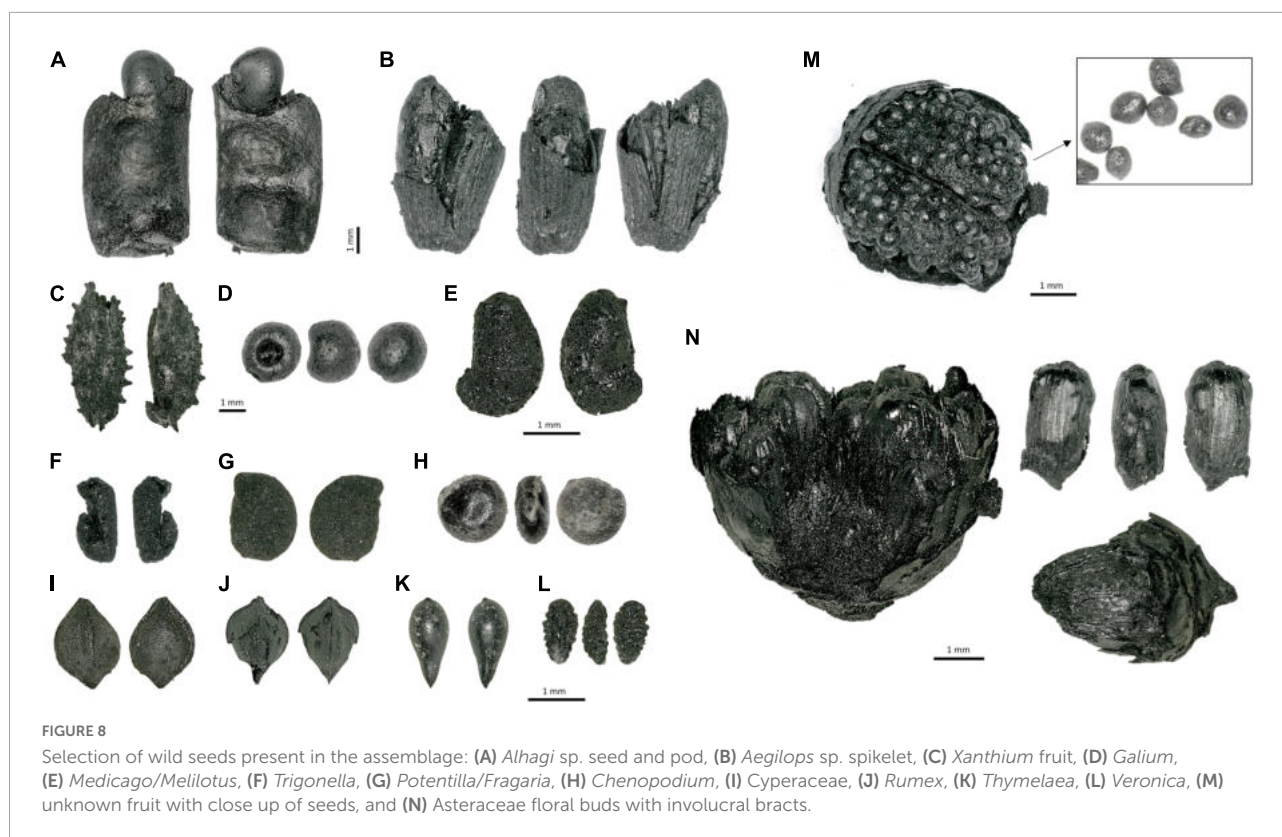 A
B
M
1 mm
1 mm
C
D
E
1 mm
1 mm
N
F
G
H
I
J
K
L
1 mm
1 mm
FIGURE 8
Selection of wild seeds present in the assemblage: (A) Alhagi sp. seed and pod, (B) Aegilops sp. spikelet, (C) Xanthium fruit, (D) Galium,
(E) Medicago/Melilotus, (F) Trigonella, (G) Potentilla/Fragaria, (H) Chenopodium, (I) Cyperaceae, (J) Rumex, (K) Thymelaea, (L) Veronica, (M)
unknown fruit with close up of seeds, and (N) Asteraceae floral buds with involucral bracts.